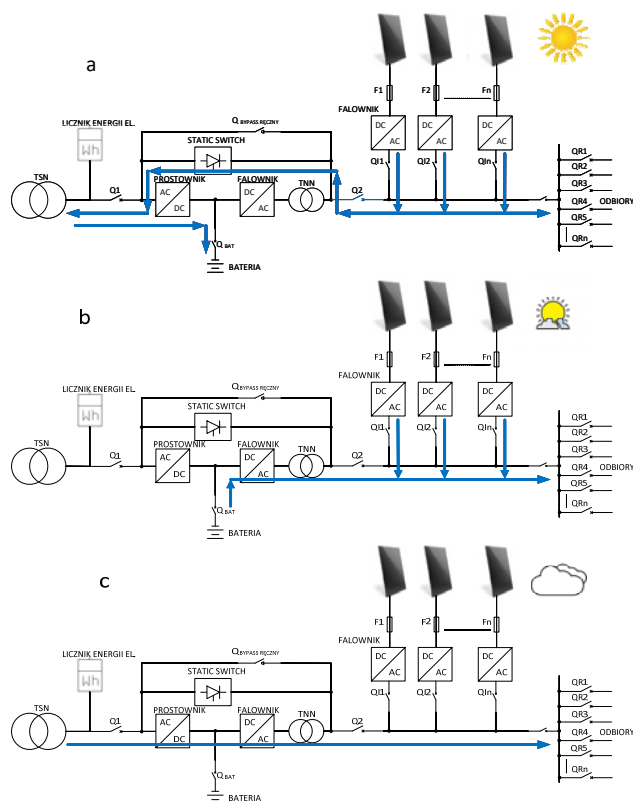 a
F1 F2 Fn
FALOWNIK
DC DC DC
AC AC AC
Q BYPASS RĘCZNY
LICZNIK ENERGII EL.
Wh
STATIC SWITCH
QI1 QI2 QIn
QR1
QR2
TSN Q1 PROSTOWNIK FALOWNIK TNN Q2 QR3
AC DC
DC AC
QR4 ODBIORY
QR5
QRn
Q BAT
BATERIA
b
F1 F2 Fn
FALOWNIK
DC DC DC
AC AC AC
Q BYPASS RĘCZNY
LICZNIK ENERGII EL.
Wh
STATIC SWITCH
QI1 QI2 QIn
QR1
QR2
TSN Q1 PROSTOWNIK FALOWNIK TNN Q2 QR3
AC DC
DC AC
QR4 ODBIORY
QR5
QRn
Q BAT
BATERIA
c
F1 F2 Fn
FALOWNIK
DC DC DC
AC AC AC
Q BYPASS RĘCZNY
LICZNIK ENERGII EL.
Wh
STATIC SWITCH
QI1 QI2 QIn
QR1
QR2
TSN Q1 PROSTOWNIK FALOWNIK TNN Q2 QR3
AC DC
DC AC
QR4 ODBIORY
QR5
QRn
Q BAT
BATERIA